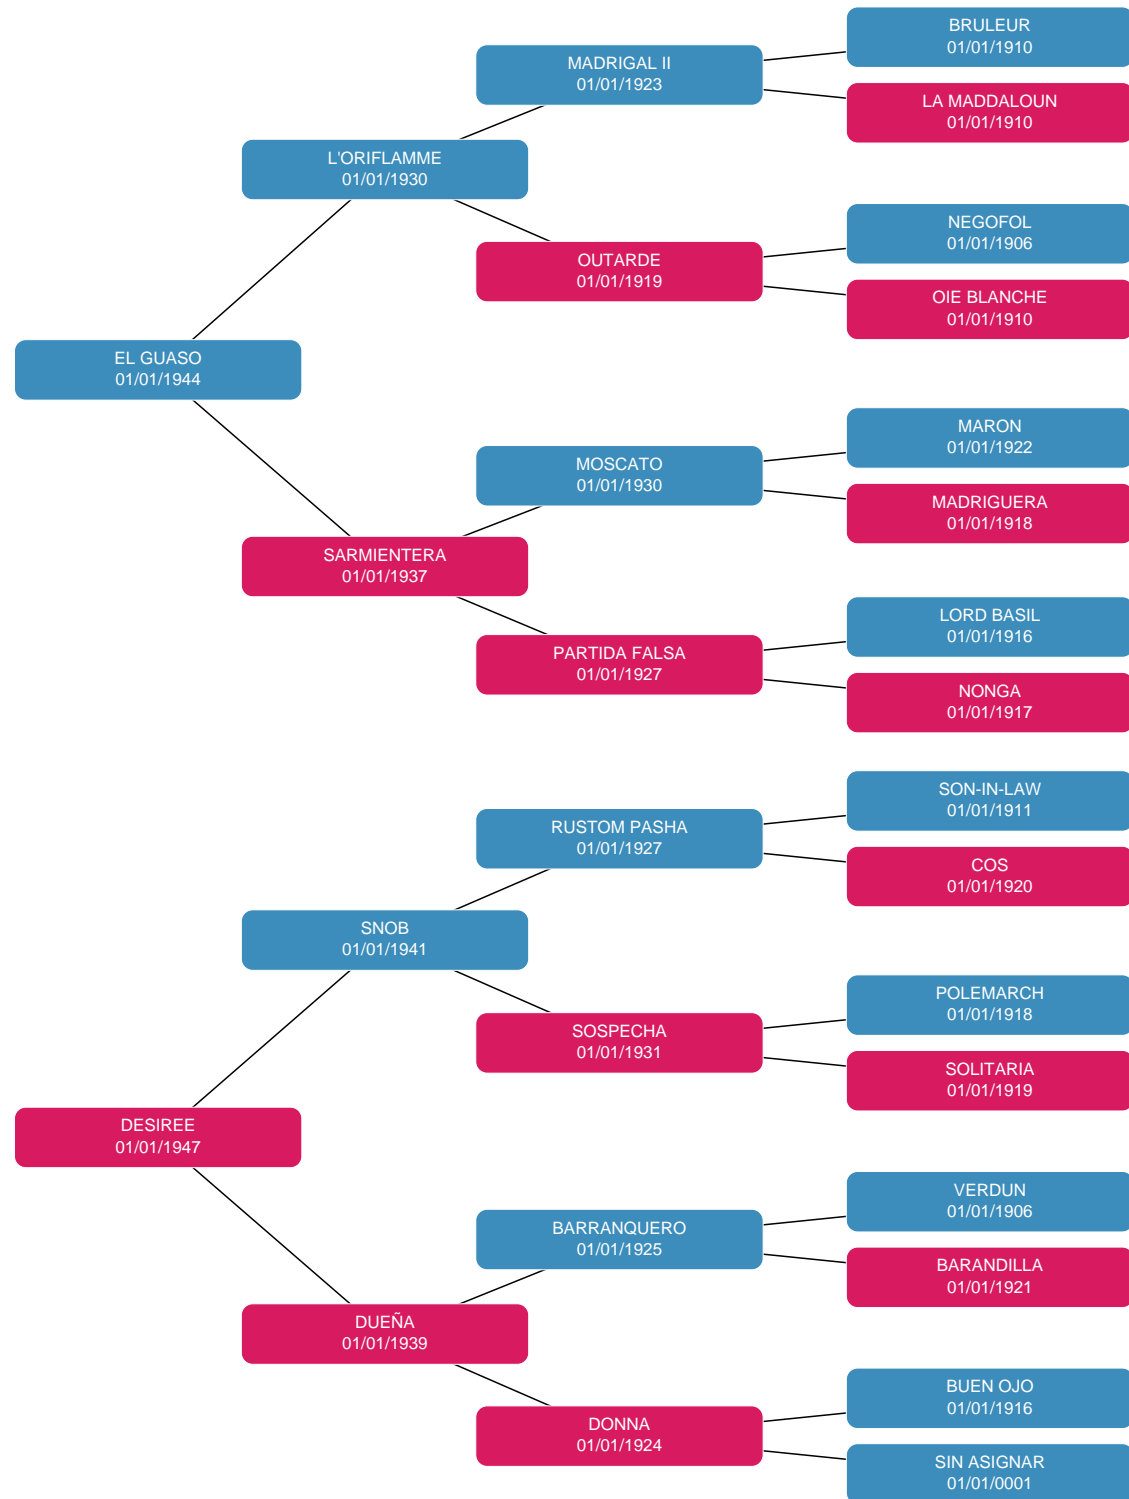 BRULEUR
01/01/1910
MADRIGAL II
01/01/1923
LA MADDALOUN
01/01/1910
L'ORIFLAMME
01/01/1930
NEGOFOL
01/01/1906
OUTARDE
01/01/1919
OIE BLANCHE
01/01/1910
EL GUASO
01/01/1944
MARON
01/01/1922
MOSCATO
01/01/1930
MADRIGUERA
01/01/1918
SARMIENTERA
01/01/1937
LORD BASIL
01/01/1916
PARTIDA FALSA
01/01/1927
NONGA
01/01/1917
SON-IN-LAW
01/01/1911
RUSTOM PASHA
01/01/1927
COS
01/01/1920
SNOB
01/01/1941
POLEMARCH
01/01/1918
SOSPECHA
01/01/1931
SOLITARIA
01/01/1919
DESIREE
01/01/1947
VERDUN
01/01/1906
BARRANQUERO
01/01/1925
BARANDILLA
01/01/1921
DUEÑA
01/01/1939
BUEN OJO
01/01/1916
DONNA
01/01/1924
SIN ASIGNAR
01/01/0001